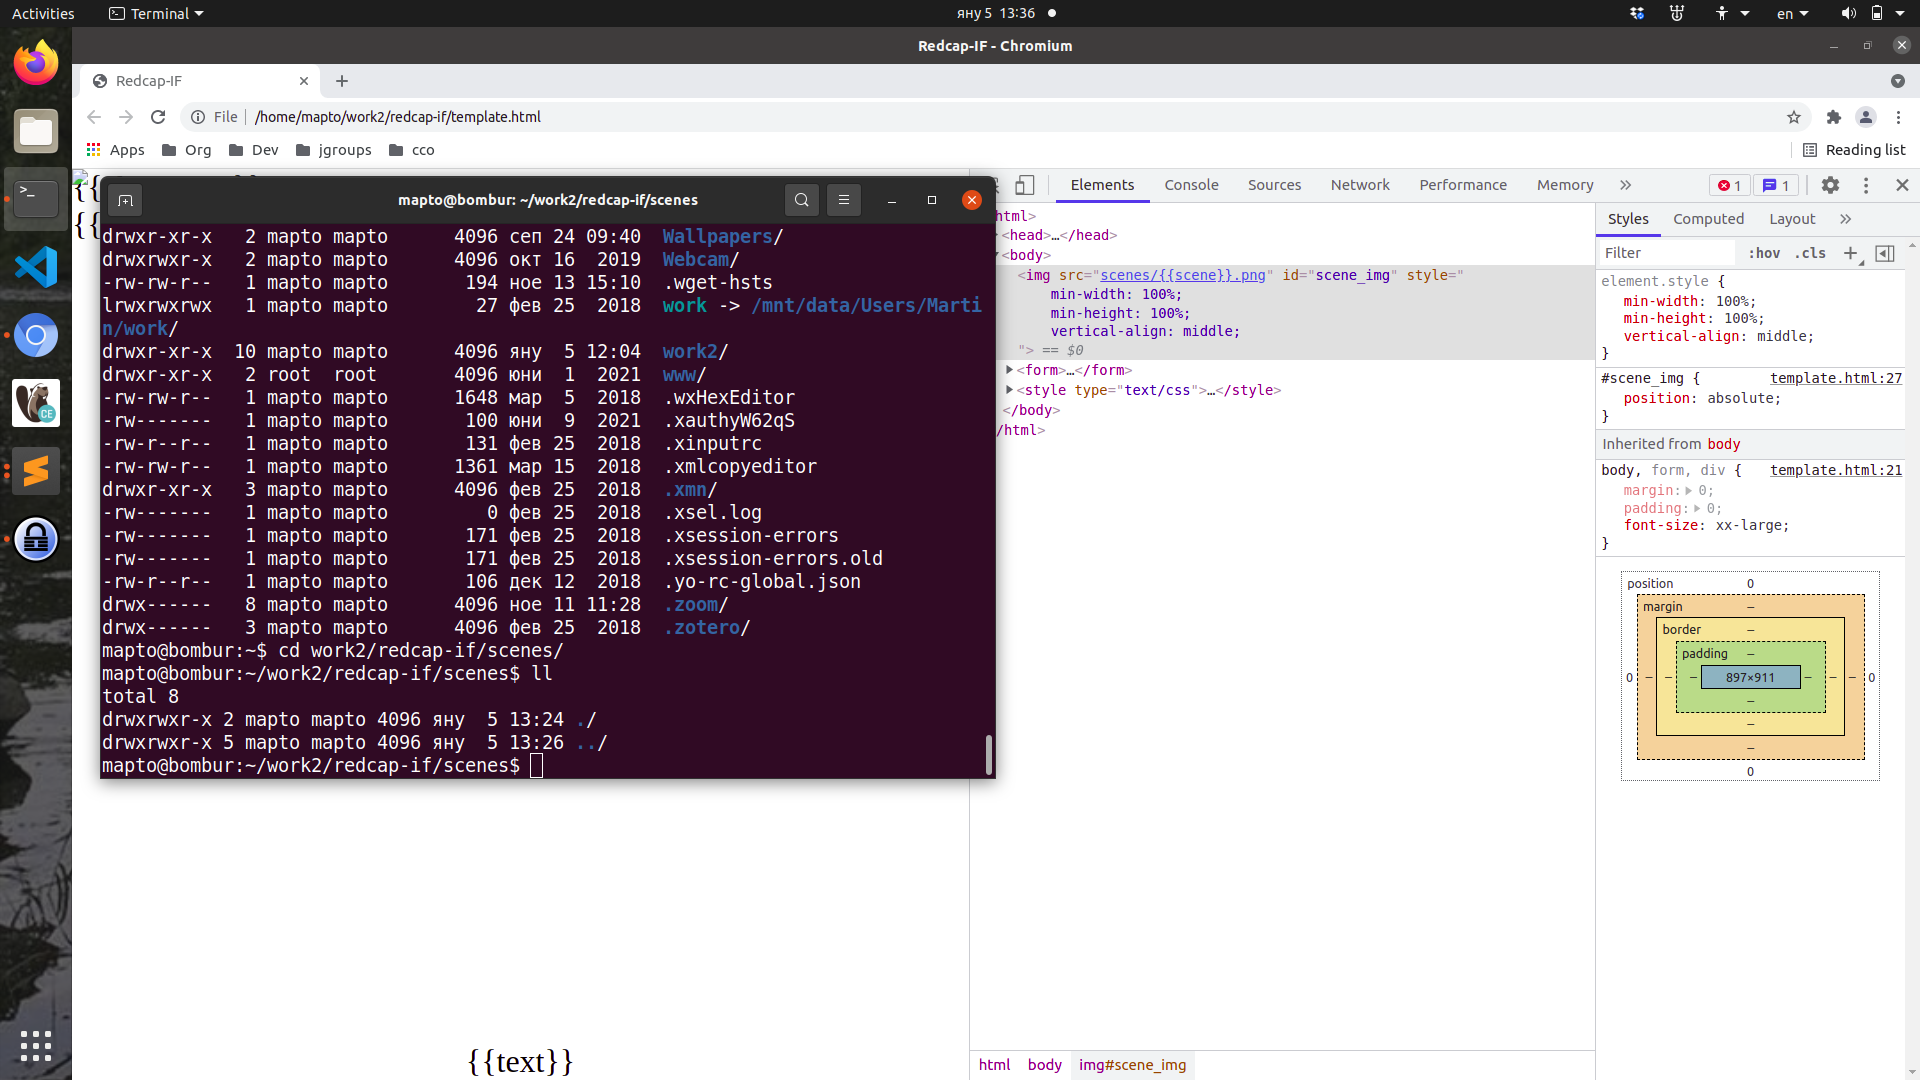 Activities
Terminal
яну 5 13:36
en
Redcap-IF - Chromium
Redcap-IF
File
/home/mapto/work2/redcap-if/template.html
Apps
Org
Dev
jgroups
cco
Reading list
{{
{{
mapto@bombur: ~/work2/redcap-if/scenes
drwxr-xr-x   2 mapto mapto      4096 сеп 24 09:40  Wallpapers/
drwxrwxr-x   2 mapto mapto      4096 окт 16  2019  Webcam/
-rw-rw-r--   1 mapto mapto       194 ное 13 15:10  .wget-hsts
lrwxrwxrwx   1 mapto mapto        27 фев 25  2018  work -> /mnt/data/Users/Marti
n/work/
drwxr-xr-x  10 mapto mapto      4096 яну  5 12:04  work2/
drwxr-xr-x   2 root  root       4096 юни  1  2021  www/
-rw-rw-r--   1 mapto mapto      1648 мар  5  2018  .wxHexEditor
-rw-------   1 mapto mapto       100 юни  9  2021  .xauthyW62qS
-rw-r--r--   1 mapto mapto       131 фев 25  2018  .xinputrc
-rw-rw-r--   1 mapto mapto      1361 мар 15  2018  .xmlcopyeditor
drwxr-xr-x   3 mapto mapto      4096 фев 25  2018  .xmn/
-rw-------   1 mapto mapto         0 фев 25  2018  .xsel.log
-rw-------   1 mapto mapto       171 фев 25  2018  .xsession-errors
-rw-------   1 mapto mapto       171 фев 25  2018  .xsession-errors.old
-rw-r--r--   1 mapto mapto       106 дек 12  2018  .yo-rc-global.json
drwx------   8 mapto mapto      4096 ное 11 11:28  .zoom/
drwx------   3 mapto mapto      4096 фев 25  2018  .zotero/
mapto@bombur:~$ cd work2/redcap-if/scenes/
mapto@bombur:~/work2/redcap-if/scenes$ ll
total 8
drwxrwxr-x 2 mapto mapto 4096 яну  5 13:24 ./
drwxrwxr-x 5 mapto mapto 4096 яну  5 13:26 ../
mapto@bombur:~/work2/redcap-if/scenes$
{{text}}
Elements
Console
Sources
Network
Performance
Memory
1
1
html>
<head>…</head>
<body>
<img src="scenes/{{scene}}.png" id="scene_img" style="
min-width: 100%;
min-height: 100%;
vertical-align: middle;
"> == $0
<form>…</form>
<style type="text/css">…</style>
</body>
/html>
html
body
img#scene_img
Styles
Computed
Layout
Filter
:hov
.cls
element.style {
min-width: 100%;
min-height: 100%;
vertical-align: middle;
}
#scene_img {
template.html:27
position: absolute;
}
Inherited from body
body, form, div {
template.html:21
margin: 0;
padding: 0;
font-size: xx-large;
}
position
0
margin
–
border
–
padding
–
0
–
–
–
897×911
–
–
–
0
–
–
–
0
CE